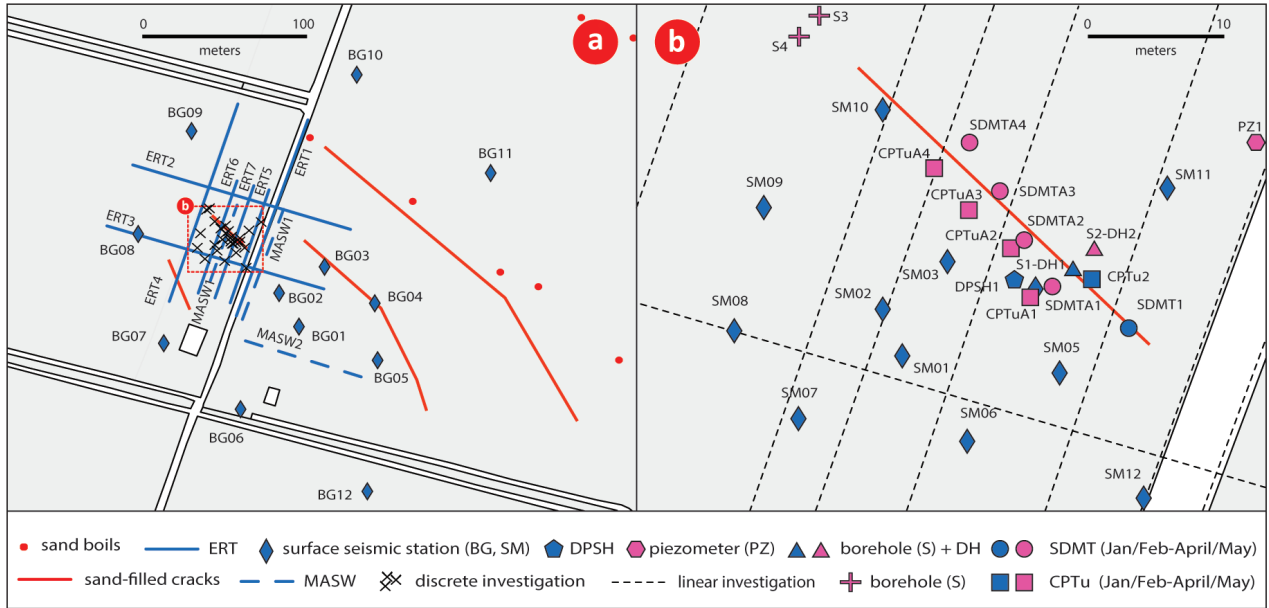 0 100
meters
a
BG10
BG09
ERT2
ERT6
ERT7
ERT5
ERT1
BG11
b
ERT3
MASW1
BG08
BG03
ERT4
MASW1
BG02
BG04
BG07
BG01
MASW2
BG05
BG06
BG12
b
S3
S4
0 10
meters
SM10
SDMTA4
PZ1
CPTuA4
SM09
SDMTA3
SM11
CPTuA3
SDMTA2
CPTuA2
S2-DH2
SM03
S1-DH1
CPTu2
DPSH1
SM08
SM02
CPTuA1
SDMTA1
SDMT1
SM01
SM05
SM07
SM06
SM12
sand boils
ERT
surface seismic station (BG, SM)
DPSH
piezometer (PZ)
borehole (S) + DH
SDMT (Jan/Feb-April/May)
sand-filled cracks
MASW
discrete investigation
linear investigation
borehole (S)
CPTu (Jan/Feb-April/May)